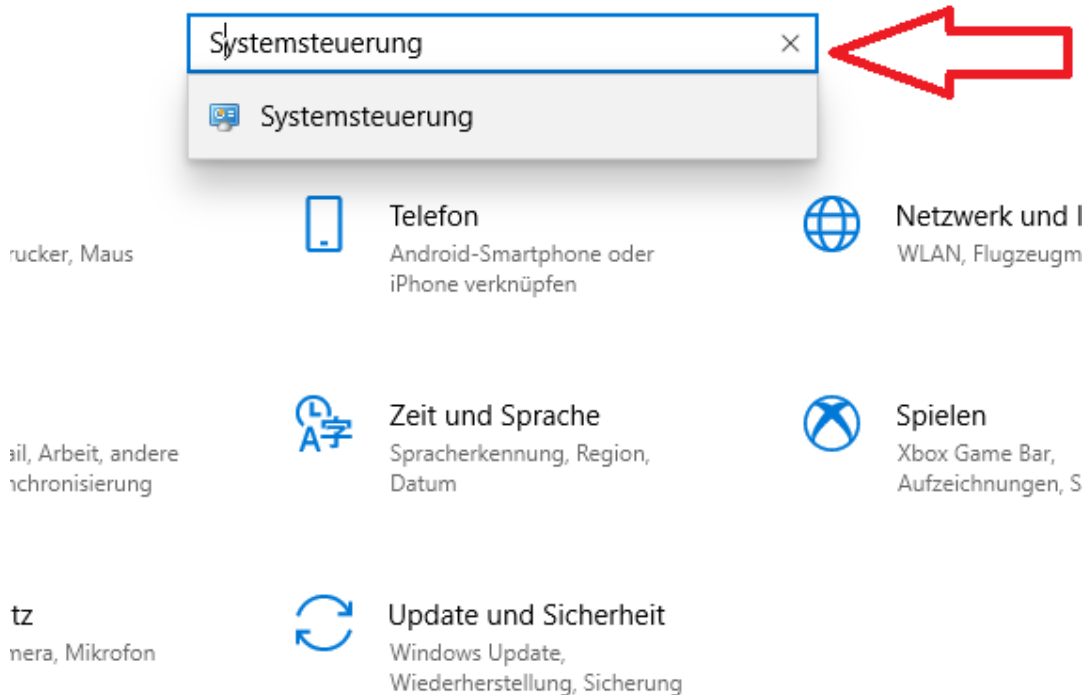 Systemsteuerung
Systemsteuerung
Telefon
Android-Smartphone oder
iPhone verknüpfen
Netzwerk und I
WLAN, Flugzeugm
rucker, Maus
Zeit und Sprache
Spracherkennung, Region,
Datum
Spielen
Xbox Game Bar,
Aufzeichnungen, S
ail, Arbeit, andere
nchronisierung
Update und Sicherheit
Windows Update,
Wiederherstellung, Sicherung
tz
mera, Mikrofon